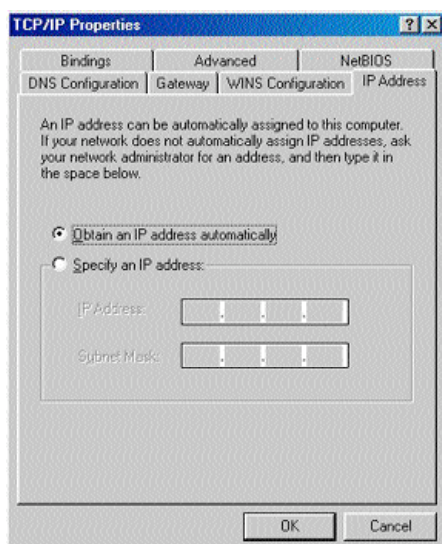 TCP/IP Properties
Bindings Advanced NetBIOS
DNS Configuration Gateway WINS Configuration IP Address
An IP address can be automatically assigned to this computer.
If your network does not automatically assign IP addresses, ask
your network administrator for an address, and then type it in
the space below.
Obtain an IP address automatically
Specify an IP address:
IP Address:
Subnet Mask:
OK Cancel